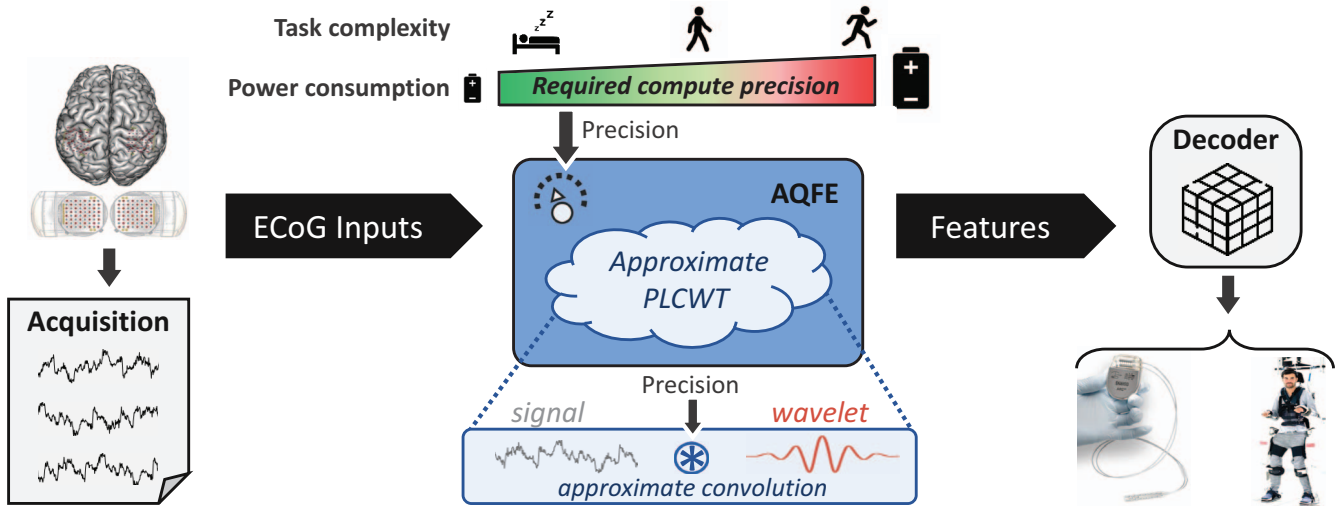 Task complexity
zzzZ
Power consumption
Required compute precision
Precision
Acquisition
ECoG Inputs
AQFE
Approximate
PLCWT
Features
Decoder
Precision
signal
wavelet
approximate convolution